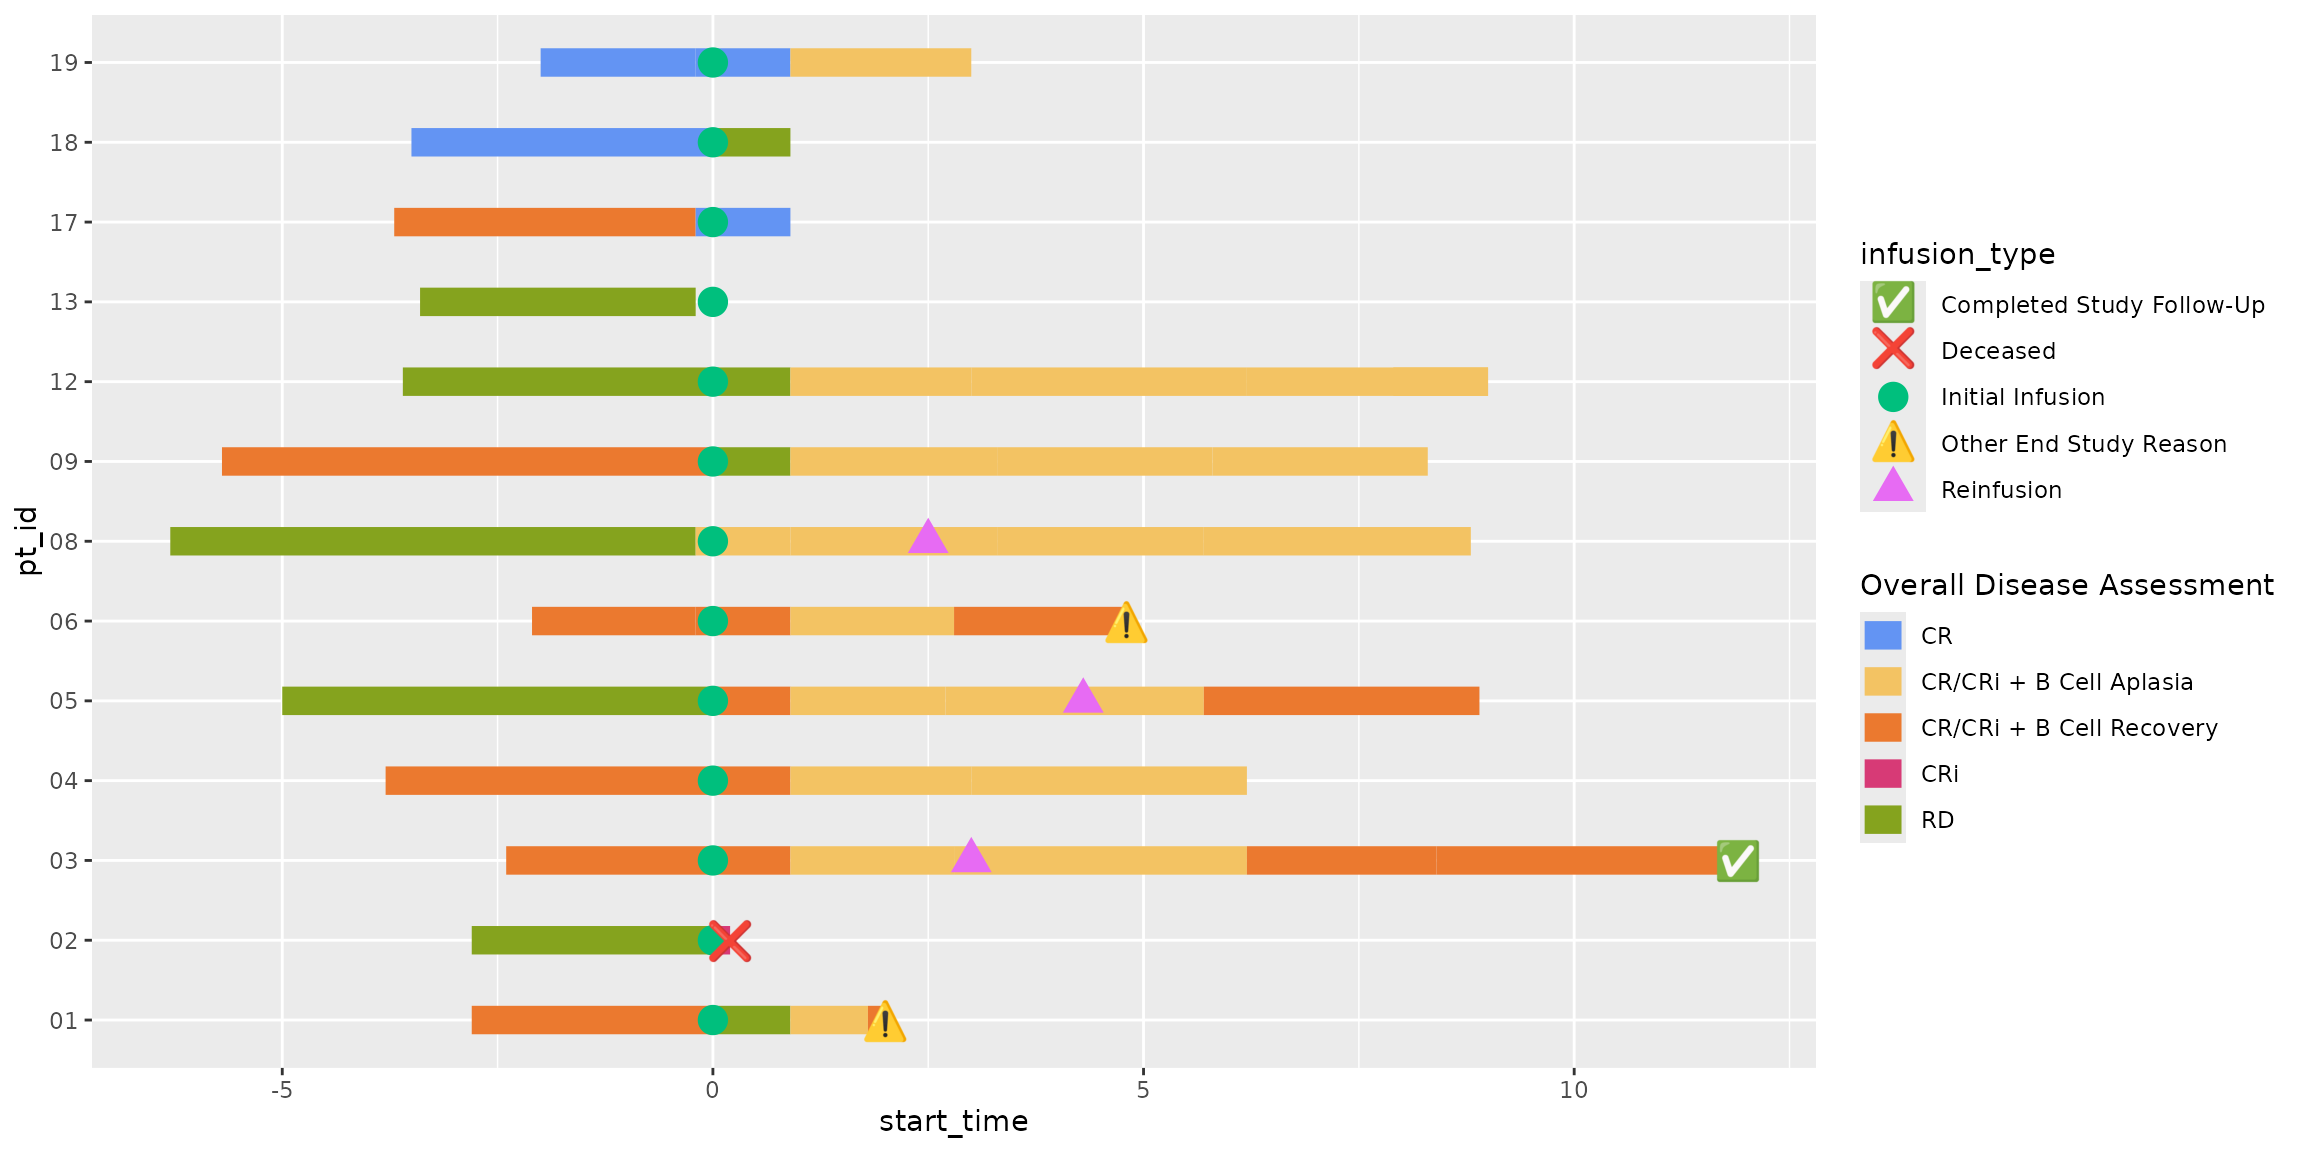 pt_id
19
18
17
13
12
09
08
06
05
04
03
02
01
-5 0 5 10
start_time
infusion_type
Completed Study Follow-Up
Deceased
Initial Infusion
Other End Study Reason
Reinfusion
Overall Disease Assessment
CR
CR/CRi + B Cell Aplasia
CR/CRi + B Cell Recovery
CRi
RD